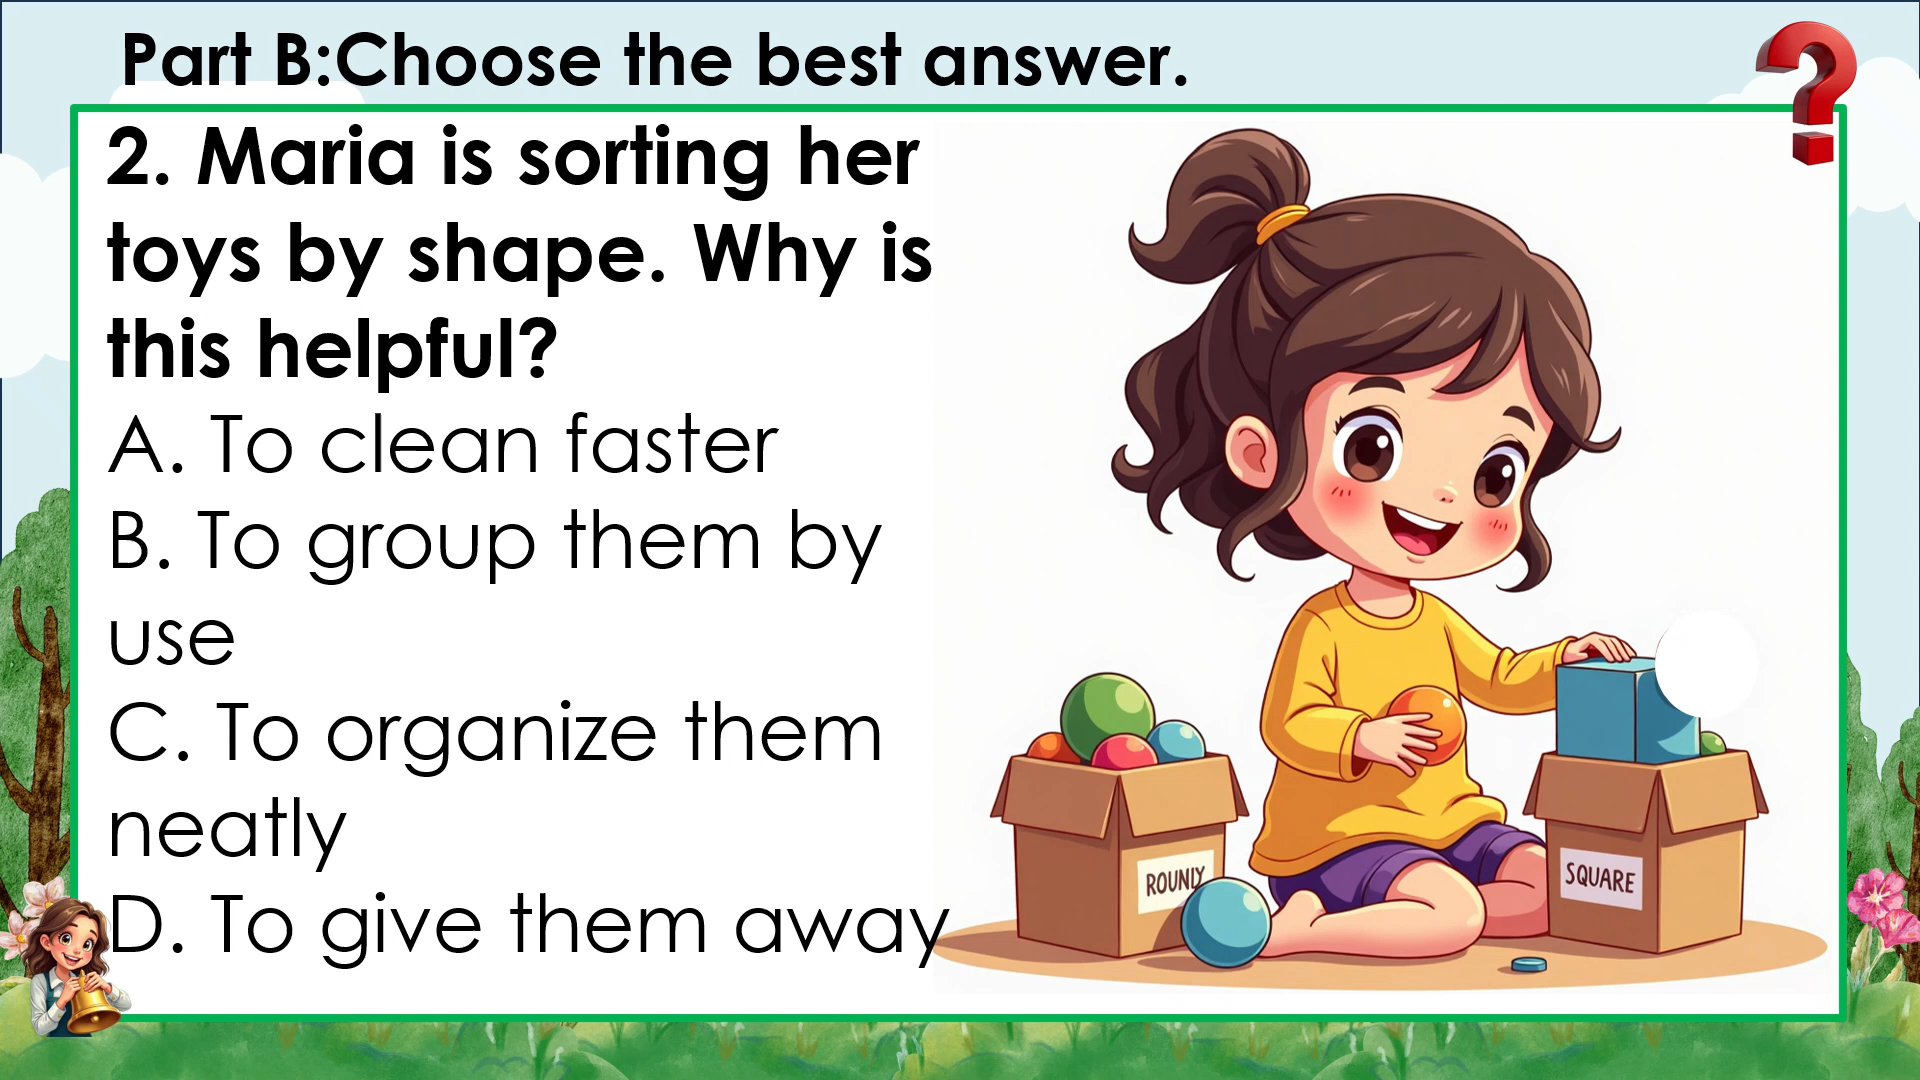 Part B:Choose the best answer.
2. Maria is sorting her
toys by shape. Why is
this helpful?
A. To clean faster
B. To group them by
use
C. To organize them
neatly
D. To give them away
ROUNLY
SQUARE